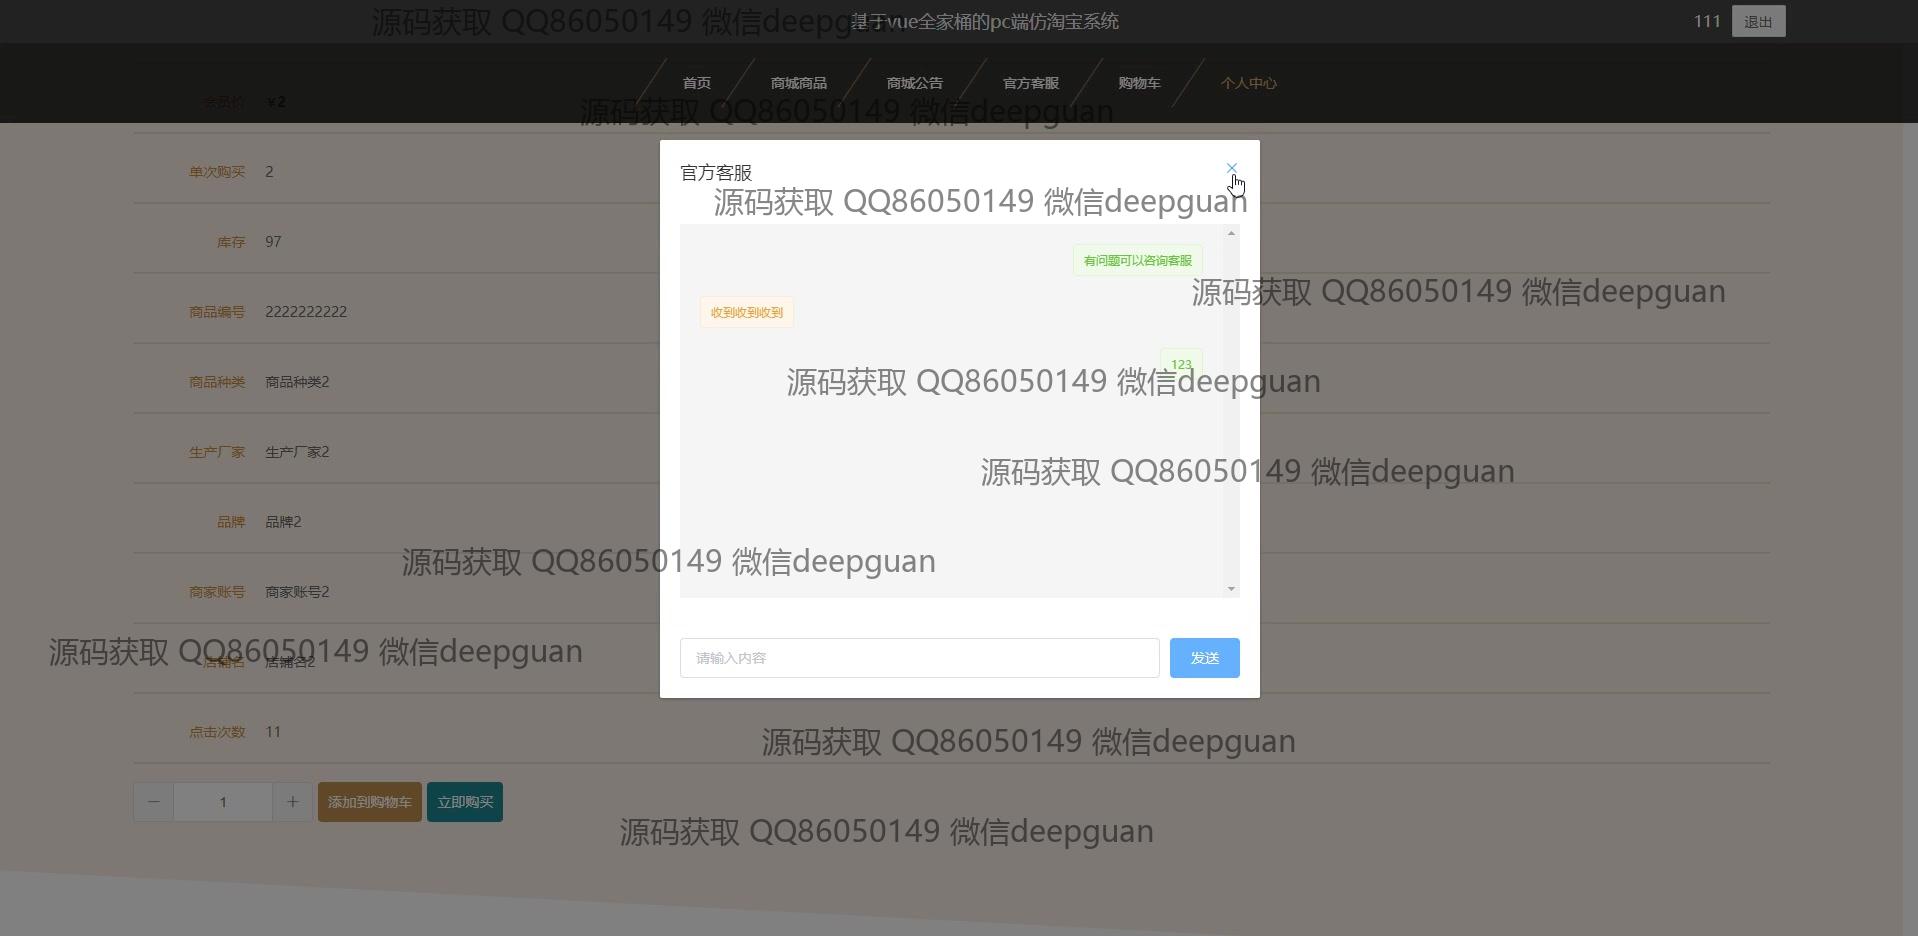 源码获取 QQ86050149 微信deepguan
基于vue全家桶的pc端仿淘宝系统
111
退出
首页
商城商品
商城公告
官方客服
购物车
个人中心
会员价 ¥2
源码获取 QQ86050149 微信deepguan
单次购买 2
官方客服
源码获取 QQ86050149 微信deepguan
库存 97
有问题可以咨询客服
源码获取 QQ86050149 微信deepguan
商品编号 2222222222
收到收到收到
123
商品种类 商品种类2
源码获取 QQ86050149 微信deepguan
生产厂家 生产厂家2
源码获取 QQ86050149 微信deepguan
品牌 品牌2
源码获取 QQ86050149 微信deepguan
商家账号 商家账号2
源码获取 QQ86050149 微信deepguan
店铺名 店铺名2
请输入内容
发送
点击次数 11
源码获取 QQ86050149 微信deepguan
1
添加到购物车
立即购买
源码获取 QQ86050149 微信deepguan